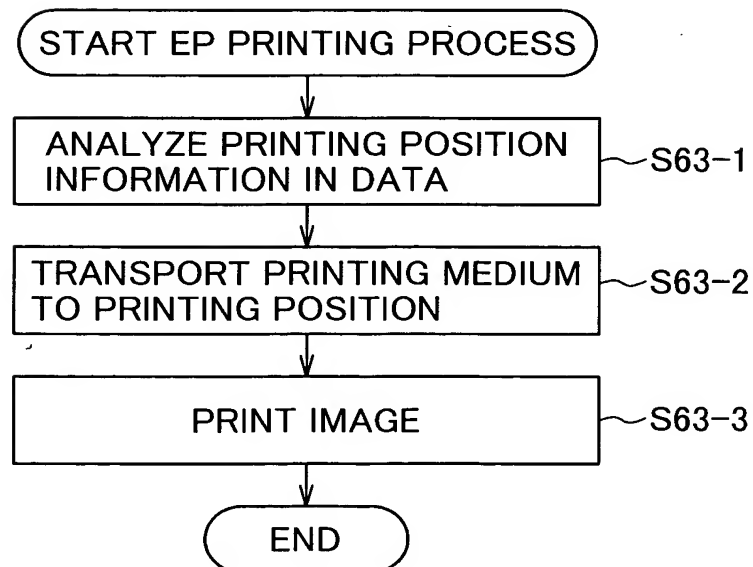 START EP PRINTING PROCESS
ANALYZE PRINTING POSITION
INFORMATION IN DATA
S63-1
TRANSPORT PRINTING MEDIUM
TO PRINTING POSITION
S63-2
PRINT IMAGE
S63-3
END